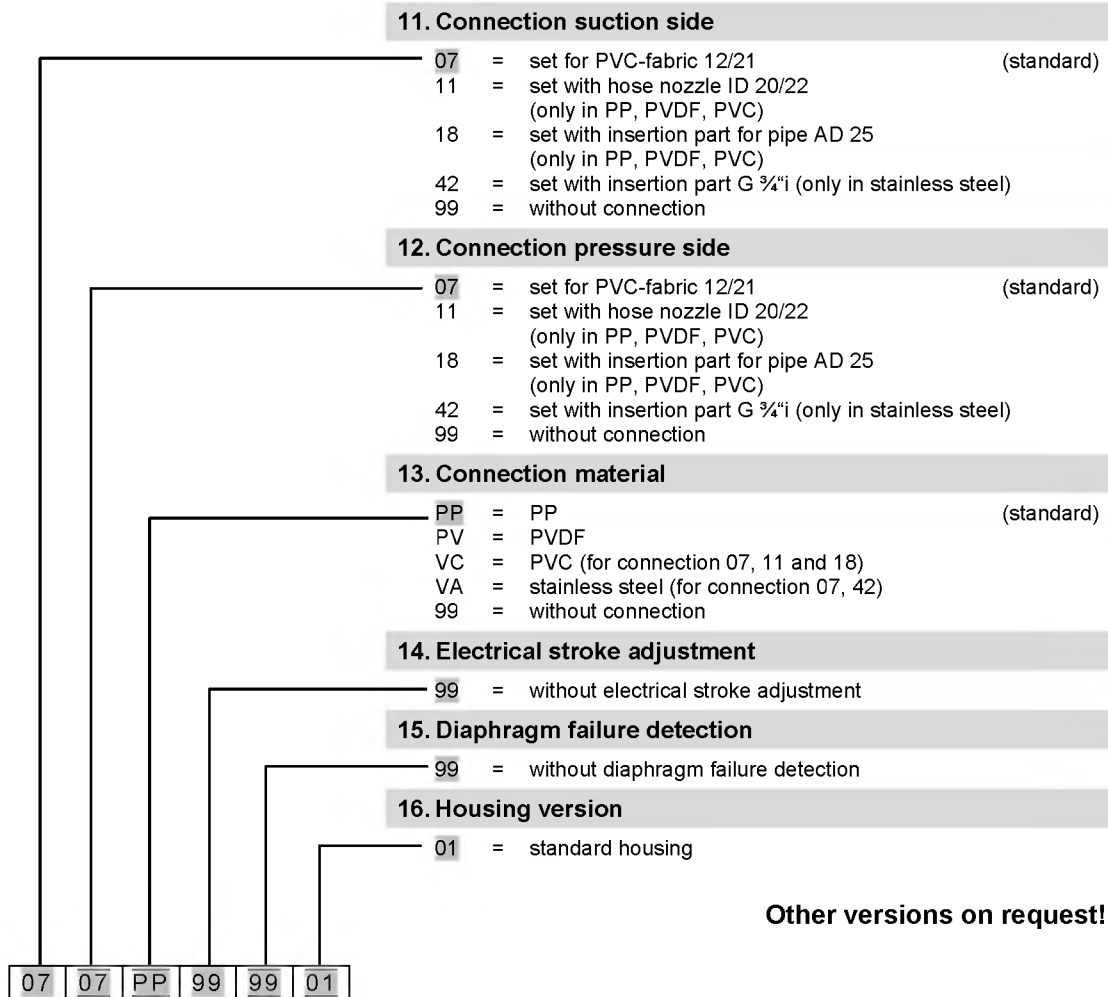 11. Connection suction side
07 = set for PVC-fabric 12/21 (standard)
11 = set with hose nozzle ID 20/22
(only in PP, PVDF, PVC)
18 = set with insertion part for pipe AD 25
(only in PP, PVDF, PVC)
42 = set with insertion part G ¾“i (only in stainless steel)
99 = without connection
12. Connection pressure side
07 = set for PVC-fabric 12/21 (standard)
11 = set with hose nozzle ID 20/22
(only in PP, PVDF, PVC)
18 = set with insertion part for pipe AD 25
(only in PP, PVDF, PVC)
42 = set with insertion part G ¾“i (only in stainless steel)
99 = without connection
13. Connection material
PP = PP (standard)
PV = PVDF
VC = PVC (for connection 07, 11 and 18)
VA = stainless steel (for connection 07, 42)
99 = without connection
14. Electrical stroke adjustment
99 = without electrical stroke adjustment
15. Diaphragm failure detection
99 = without diaphragm failure detection
16. Housing version
01 = standard housing
Other versions on request!
07 07 PP 99 99 01